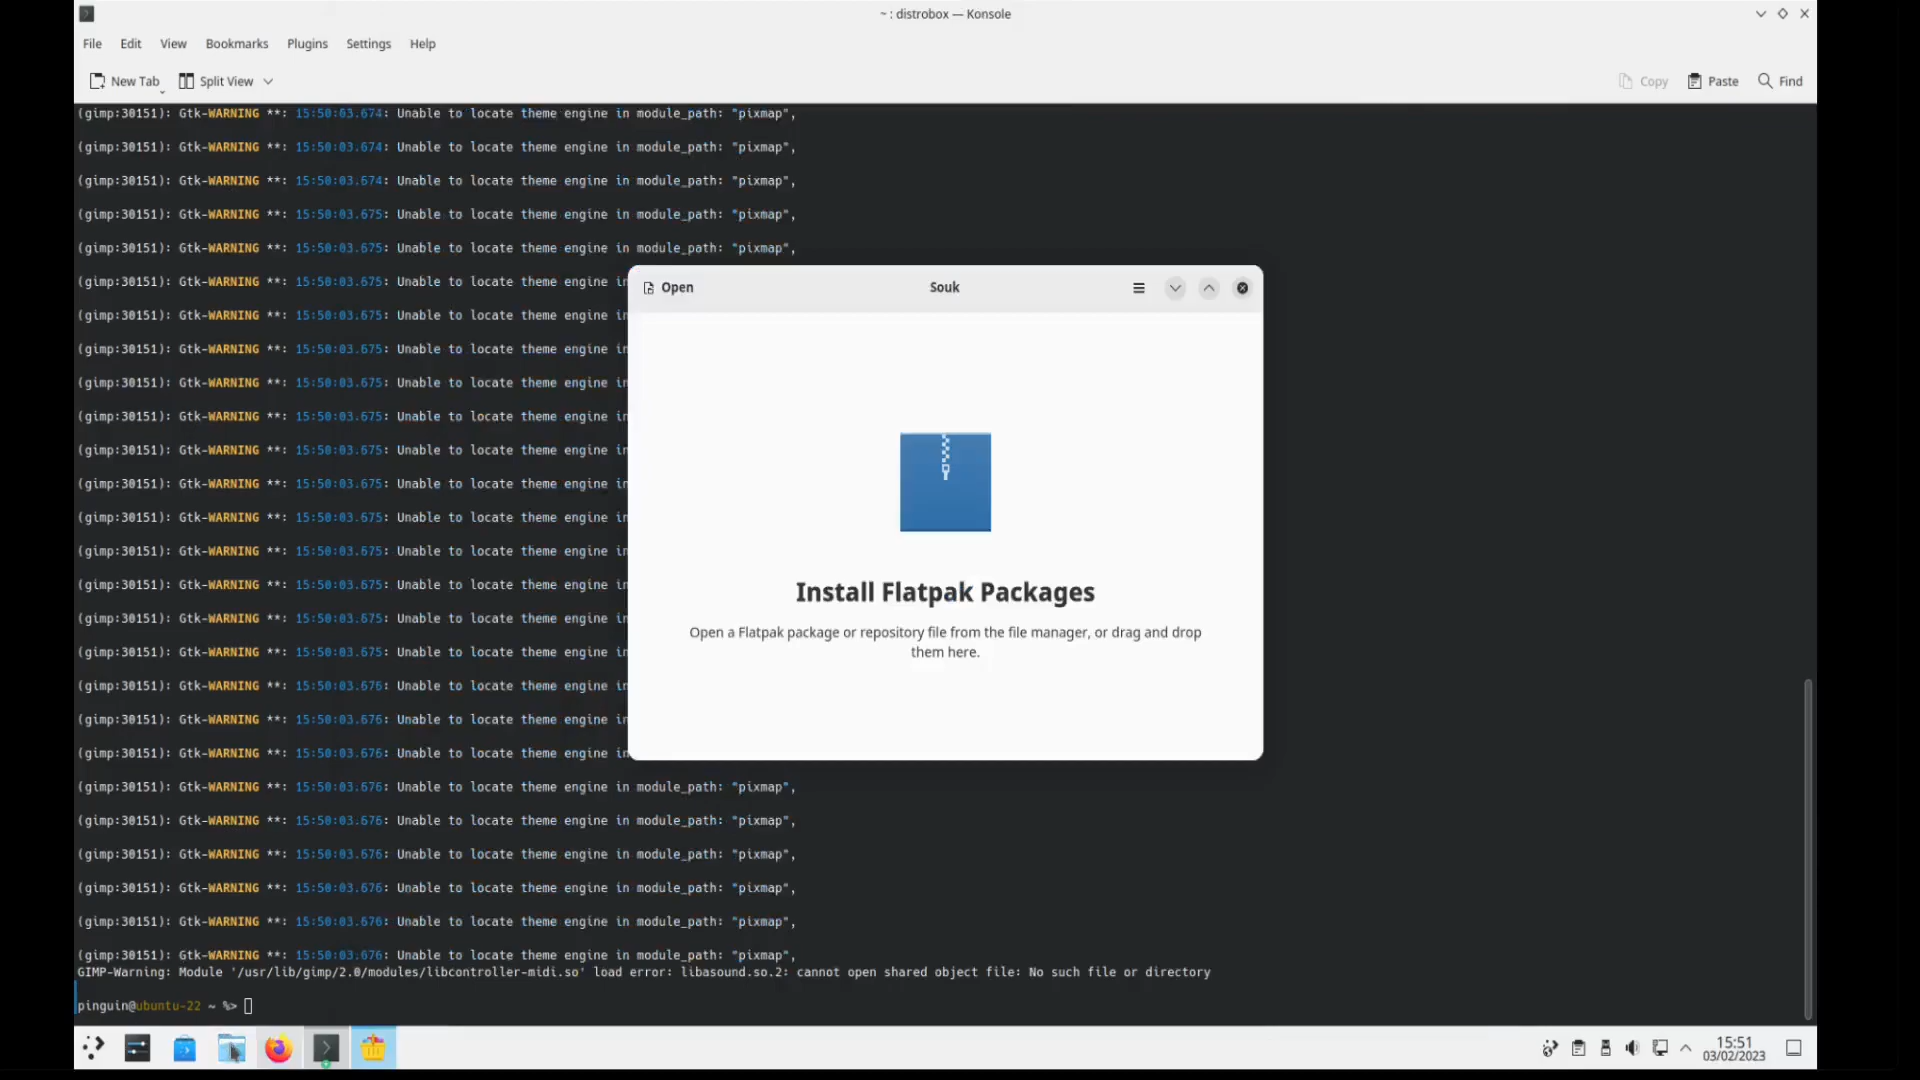 ~ : distrobox — Konsole
File Edit View Bookmarks Plugins Settings Help
New Tab Split View Copy Paste Find
(gimp:30151): Gtk-WARNING **: 15:50:03.674: Unable to locate theme engine in module_path: "pixmap",
(gimp:30151): Gtk-WARNING **: 15:50:03.674: Unable to locate theme engine in module_path: "pixmap",
(gimp:30151): Gtk-WARNING **: 15:50:03.674: Unable to locate theme engine in module_path: "pixmap",
(gimp:30151): Gtk-WARNING **: 15:50:03.675: Unable to locate theme engine in module_path: "pixmap",
(gimp:30151): Gtk-WARNING **: 15:50:03.675: Unable to locate theme engine in module_path: "pixmap",
(gimp:30151): Gtk-WARNING **: 15:50:03.675: Unable to locate theme engine in
(gimp:30151): Gtk-WARNING **: 15:50:03.675: Unable to locate theme engine in
(gimp:30151): Gtk-WARNING **: 15:50:03.675: Unable to locate theme engine in
(gimp:30151): Gtk-WARNING **: 15:50:03.675: Unable to locate theme engine in
(gimp:30151): Gtk-WARNING **: 15:50:03.675: Unable to locate theme engine in
(gimp:30151): Gtk-WARNING **: 15:50:03.675: Unable to locate theme engine in
(gimp:30151): Gtk-WARNING **: 15:50:03.675: Unable to locate theme engine in
(gimp:30151): Gtk-WARNING **: 15:50:03.675: Unable to locate theme engine in
(gimp:30151): Gtk-WARNING **: 15:50:03.675: Unable to locate theme engine in
(gimp:30151): Gtk-WARNING **: 15:50:03.675: Unable to locate theme engine in
(gimp:30151): Gtk-WARNING **: 15:50:03.675: Unable to locate theme engine in
(gimp:30151): Gtk-WARNING **: 15:50:03.675: Unable to locate theme engine in
(gimp:30151): Gtk-WARNING **: 15:50:03.676: Unable to locate theme engine in
(gimp:30151): Gtk-WARNING **: 15:50:03.676: Unable to locate theme engine in
(gimp:30151): Gtk-WARNING **: 15:50:03.676: Unable to locate theme engine in
(gimp:30151): Gtk-WARNING **: 15:50:03.676: Unable to locate theme engine in module_path: "pixmap",
(gimp:30151): Gtk-WARNING **: 15:50:03.676: Unable to locate theme engine in module_path: "pixmap",
(gimp:30151): Gtk-WARNING **: 15:50:03.676: Unable to locate theme engine in module_path: "pixmap",
(gimp:30151): Gtk-WARNING **: 15:50:03.676: Unable to locate theme engine in module_path: "pixmap",
(gimp:30151): Gtk-WARNING **: 15:50:03.676: Unable to locate theme engine in module_path: "pixmap",
(gimp:30151): Gtk-WARNING **: 15:50:03.676: Unable to locate theme engine in module_path: "pixmap",
GIMP-Warning: Module '/usr/lib/gimp/2.0/modules/libcontroller-midi.so' load error: libasound.so.2: cannot open shared object file: No such file or directory
pinguin@ubuntu-22 ~ %>
Open Souk
Install Flatpak Packages
Open a Flatpak package or repository file from the file manager, or drag and drop
them here.
15:51
03/02/2023